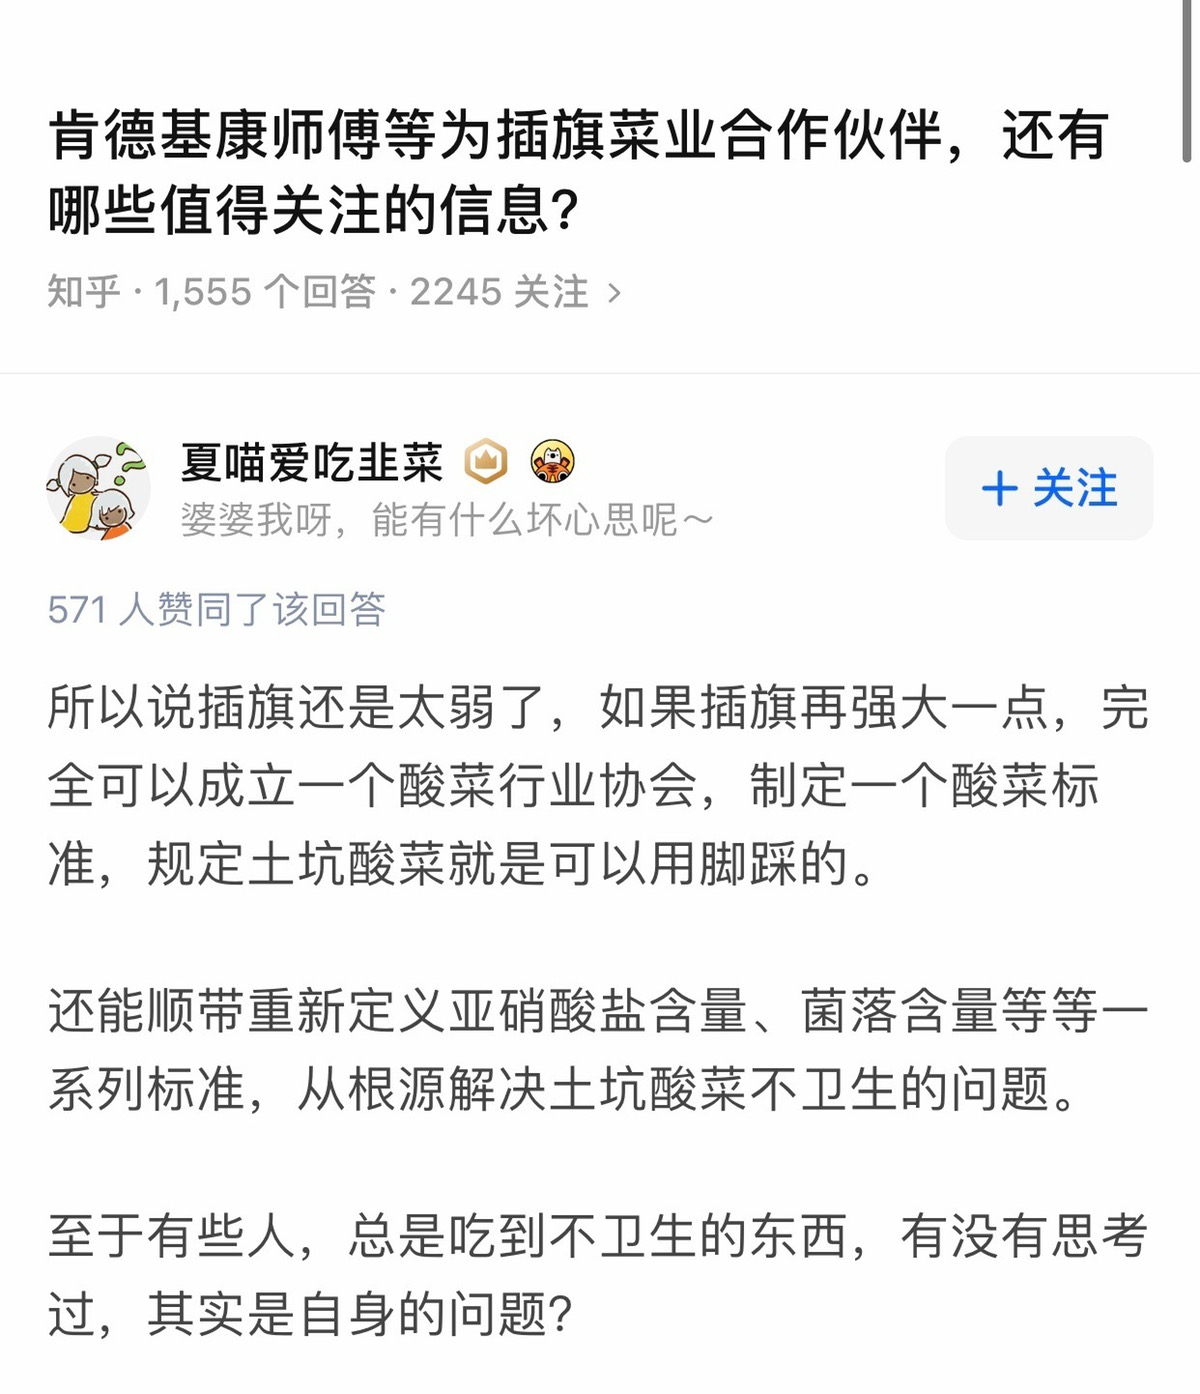 肯德基康师傅等为插旗菜业合作伙伴，还有
哪些值得关注的信息？
知乎 · 1,555 个回答 · 2245 关注 >
夏喵爱吃韭菜
婆婆我呀，能有什么坏心思呢～
+ 关注
571 人赞同了该回答
所以说插旗还是太弱了，如果插旗再强大一点，完
全可以成立一个酸菜行业协会，制定一个酸菜标
准，规定土坑酸菜就是可以用脚踩的。
还能顺带重新定义亚硝酸盐含量、菌落含量等等一
系列标准，从根源解决土坑酸菜不卫生的问题。
至于有些人，总是吃到不卫生的东西，有没有思考
过，其实是自身的问题？